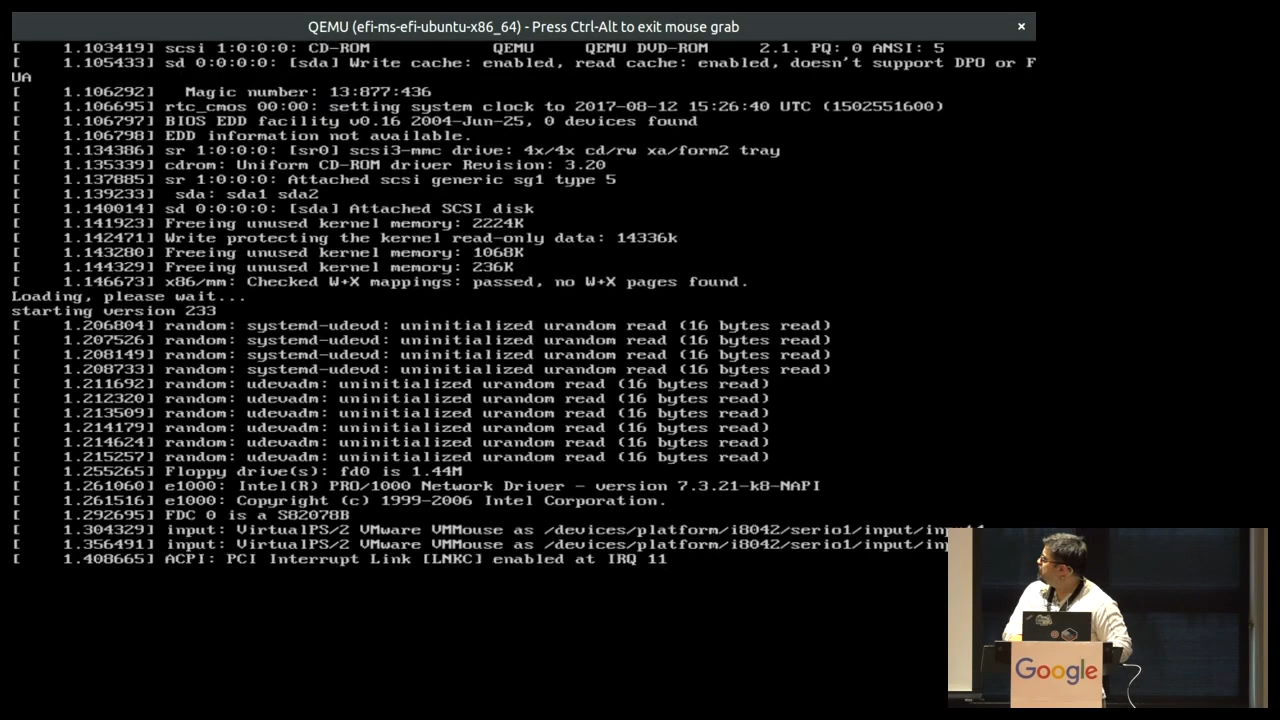 QEMU (efi-ms-efi-ubuntu-x86_64) - Press Ctrl-Alt to exit mouse grab ×
[    1.103419] scsi 1:0:0:0: CD-ROM            QEMU     QEMU DVD-ROM     2.1. PQ: 0 ANSI: 5
[    1.105433] sd 0:0:0:0: [sda] Write cache: enabled, read cache: enabled, doesn't support DPO or F
UA
[    1.106292]   Magic number: 13:877:436
[    1.106695] rtc_cmos 00:00: setting system clock to 2017-08-12 15:26:40 UTC (1502551600)
[    1.106797] BIOS EDD facility v0.16 2004-Jun-25, 0 devices found
[    1.106798] EDD information not available.
[    1.134386] sr 1:0:0:0: [sr0] scsi3-mmc drive: 4x/4x cd/rw xa/form2 tray
[    1.135339] cdrom: Uniform CD-ROM driver Revision: 3.20
[    1.137885] sr 1:0:0:0: Attached scsi generic sg1 type 5
[    1.139233]  sda: sda1 sda2
[    1.140014] sd 0:0:0:0: [sda] Attached SCSI disk
[    1.141923] Freeing unused kernel memory: 2224K
[    1.142471] Write protecting the kernel read-only data: 14336k
[    1.143280] Freeing unused kernel memory: 1068K
[    1.144329] Freeing unused kernel memory: 236K
[    1.146673] x86/mm: Checked W+X mappings: passed, no W+X pages found.
Loading, please wait...
starting version 233
[    1.206804] random: systemd-udevd: uninitialized urandom read (16 bytes read)
[    1.207526] random: systemd-udevd: uninitialized urandom read (16 bytes read)
[    1.208149] random: systemd-udevd: uninitialized urandom read (16 bytes read)
[    1.208733] random: systemd-udevd: uninitialized urandom read (16 bytes read)
[    1.211692] random: udevadm: uninitialized urandom read (16 bytes read)
[    1.212320] random: udevadm: uninitialized urandom read (16 bytes read)
[    1.213509] random: udevadm: uninitialized urandom read (16 bytes read)
[    1.214179] random: udevadm: uninitialized urandom read (16 bytes read)
[    1.214624] random: udevadm: uninitialized urandom read (16 bytes read)
[    1.215257] random: udevadm: uninitialized urandom read (16 bytes read)
[    1.255265] Floppy drive(s): fd0 is 1.44M
[    1.261060] e1000: Intel(R) PRO/1000 Network Driver - version 7.3.21-k8-NAPI
[    1.261516] e1000: Copyright (c) 1999-2006 Intel Corporation.
[    1.292695] FDC 0 is a S82078B
[    1.304329] input: VirtualPS/2 VMware VMMouse as /devices/platform/i8042/serio1/input/
[    1.356491] input: VirtualPS/2 VMware VMMouse as /devices/platform/i8042/serio1/input/
[    1.408665] ACPI: PCI Interrupt Link [LNKC] enabled at IRQ 11
Google